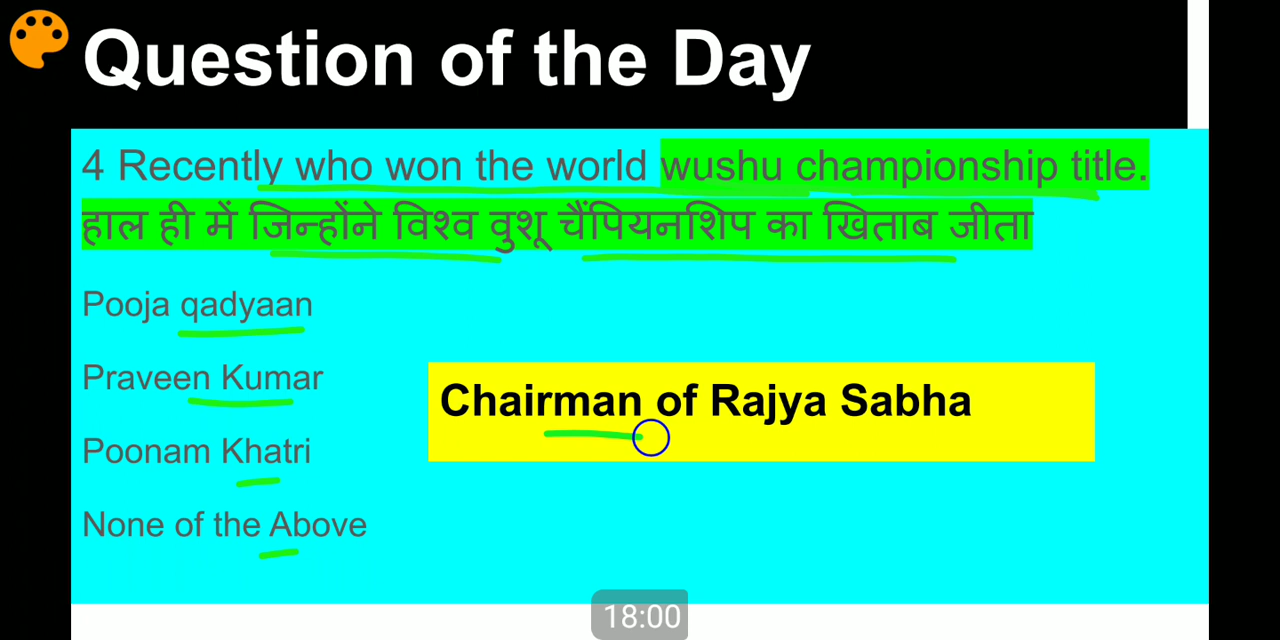 Question of the Day
4 Recently who won the world wushu championship title.
हाल ही में जिन्होंने विश्व वुशू चैंपियनशिप का खिताब जीता
Pooja qadyaan
Praveen Kumar
Chairman of Rajya Sabha
Poonam Khatri
None of the Above
18:00